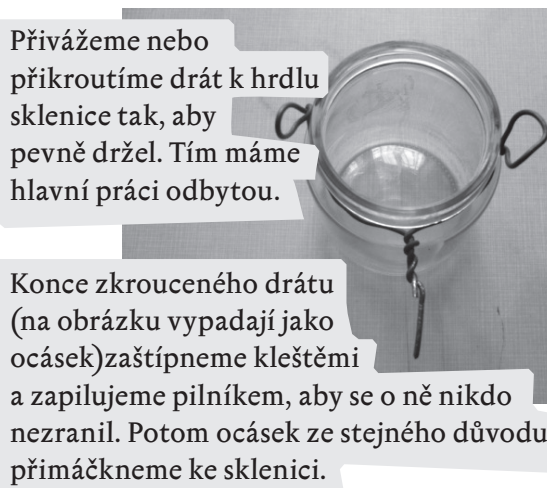 Přivážeme nebo
přikroutíme drát k hrdlu
sklenice tak, aby
pevně držel. Tím máme
hlavní práci odbytou.
Konce zkrouceného drátu
(na obrázku vypadají jako
ocásek)zaštípneme kleštěmi
a zapilujeme pilníkem, aby se o ně nikdo
nezranil. Potom ocásek ze stejného důvodu
přimáčkneme ke sklenici.